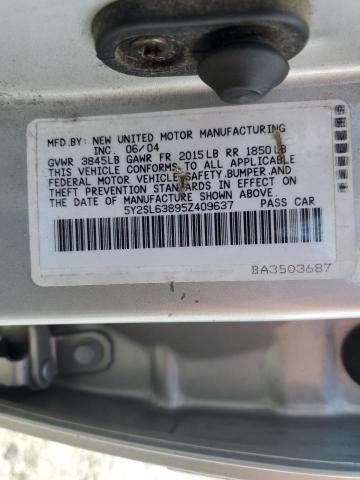 MFD.BY: NEW UNITED MOTOR MANUFACTURING
INC. 06/04
GVWR 3845LB GAWR FR 2015LB RR 1850LB
THIS VEHICLE CONFORMS TO ALL APPLICABLE
FEDERAL MOTOR VEHICLE SAFETY,BUMPER,AND
THEFT PREVENTION STANDARDS IN EFFECT ON
THE DATE OF MANUFACTURE SHOWN ABOVE.
5Y2SL63895Z409637 PASS CAR
BA3503687